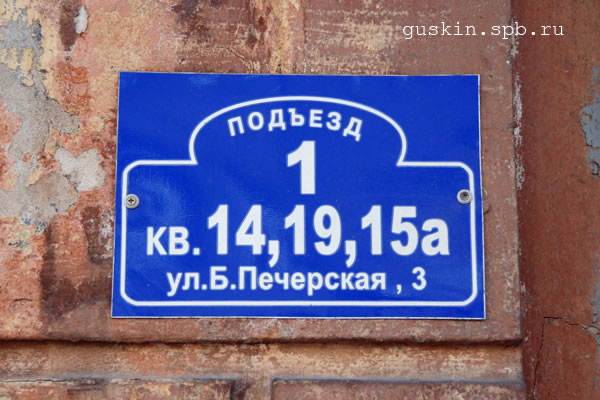 guskin.spb.ru
ПОДЪЕЗД
1
кв. 14,19,15а
ул.Б.Печерская , 3